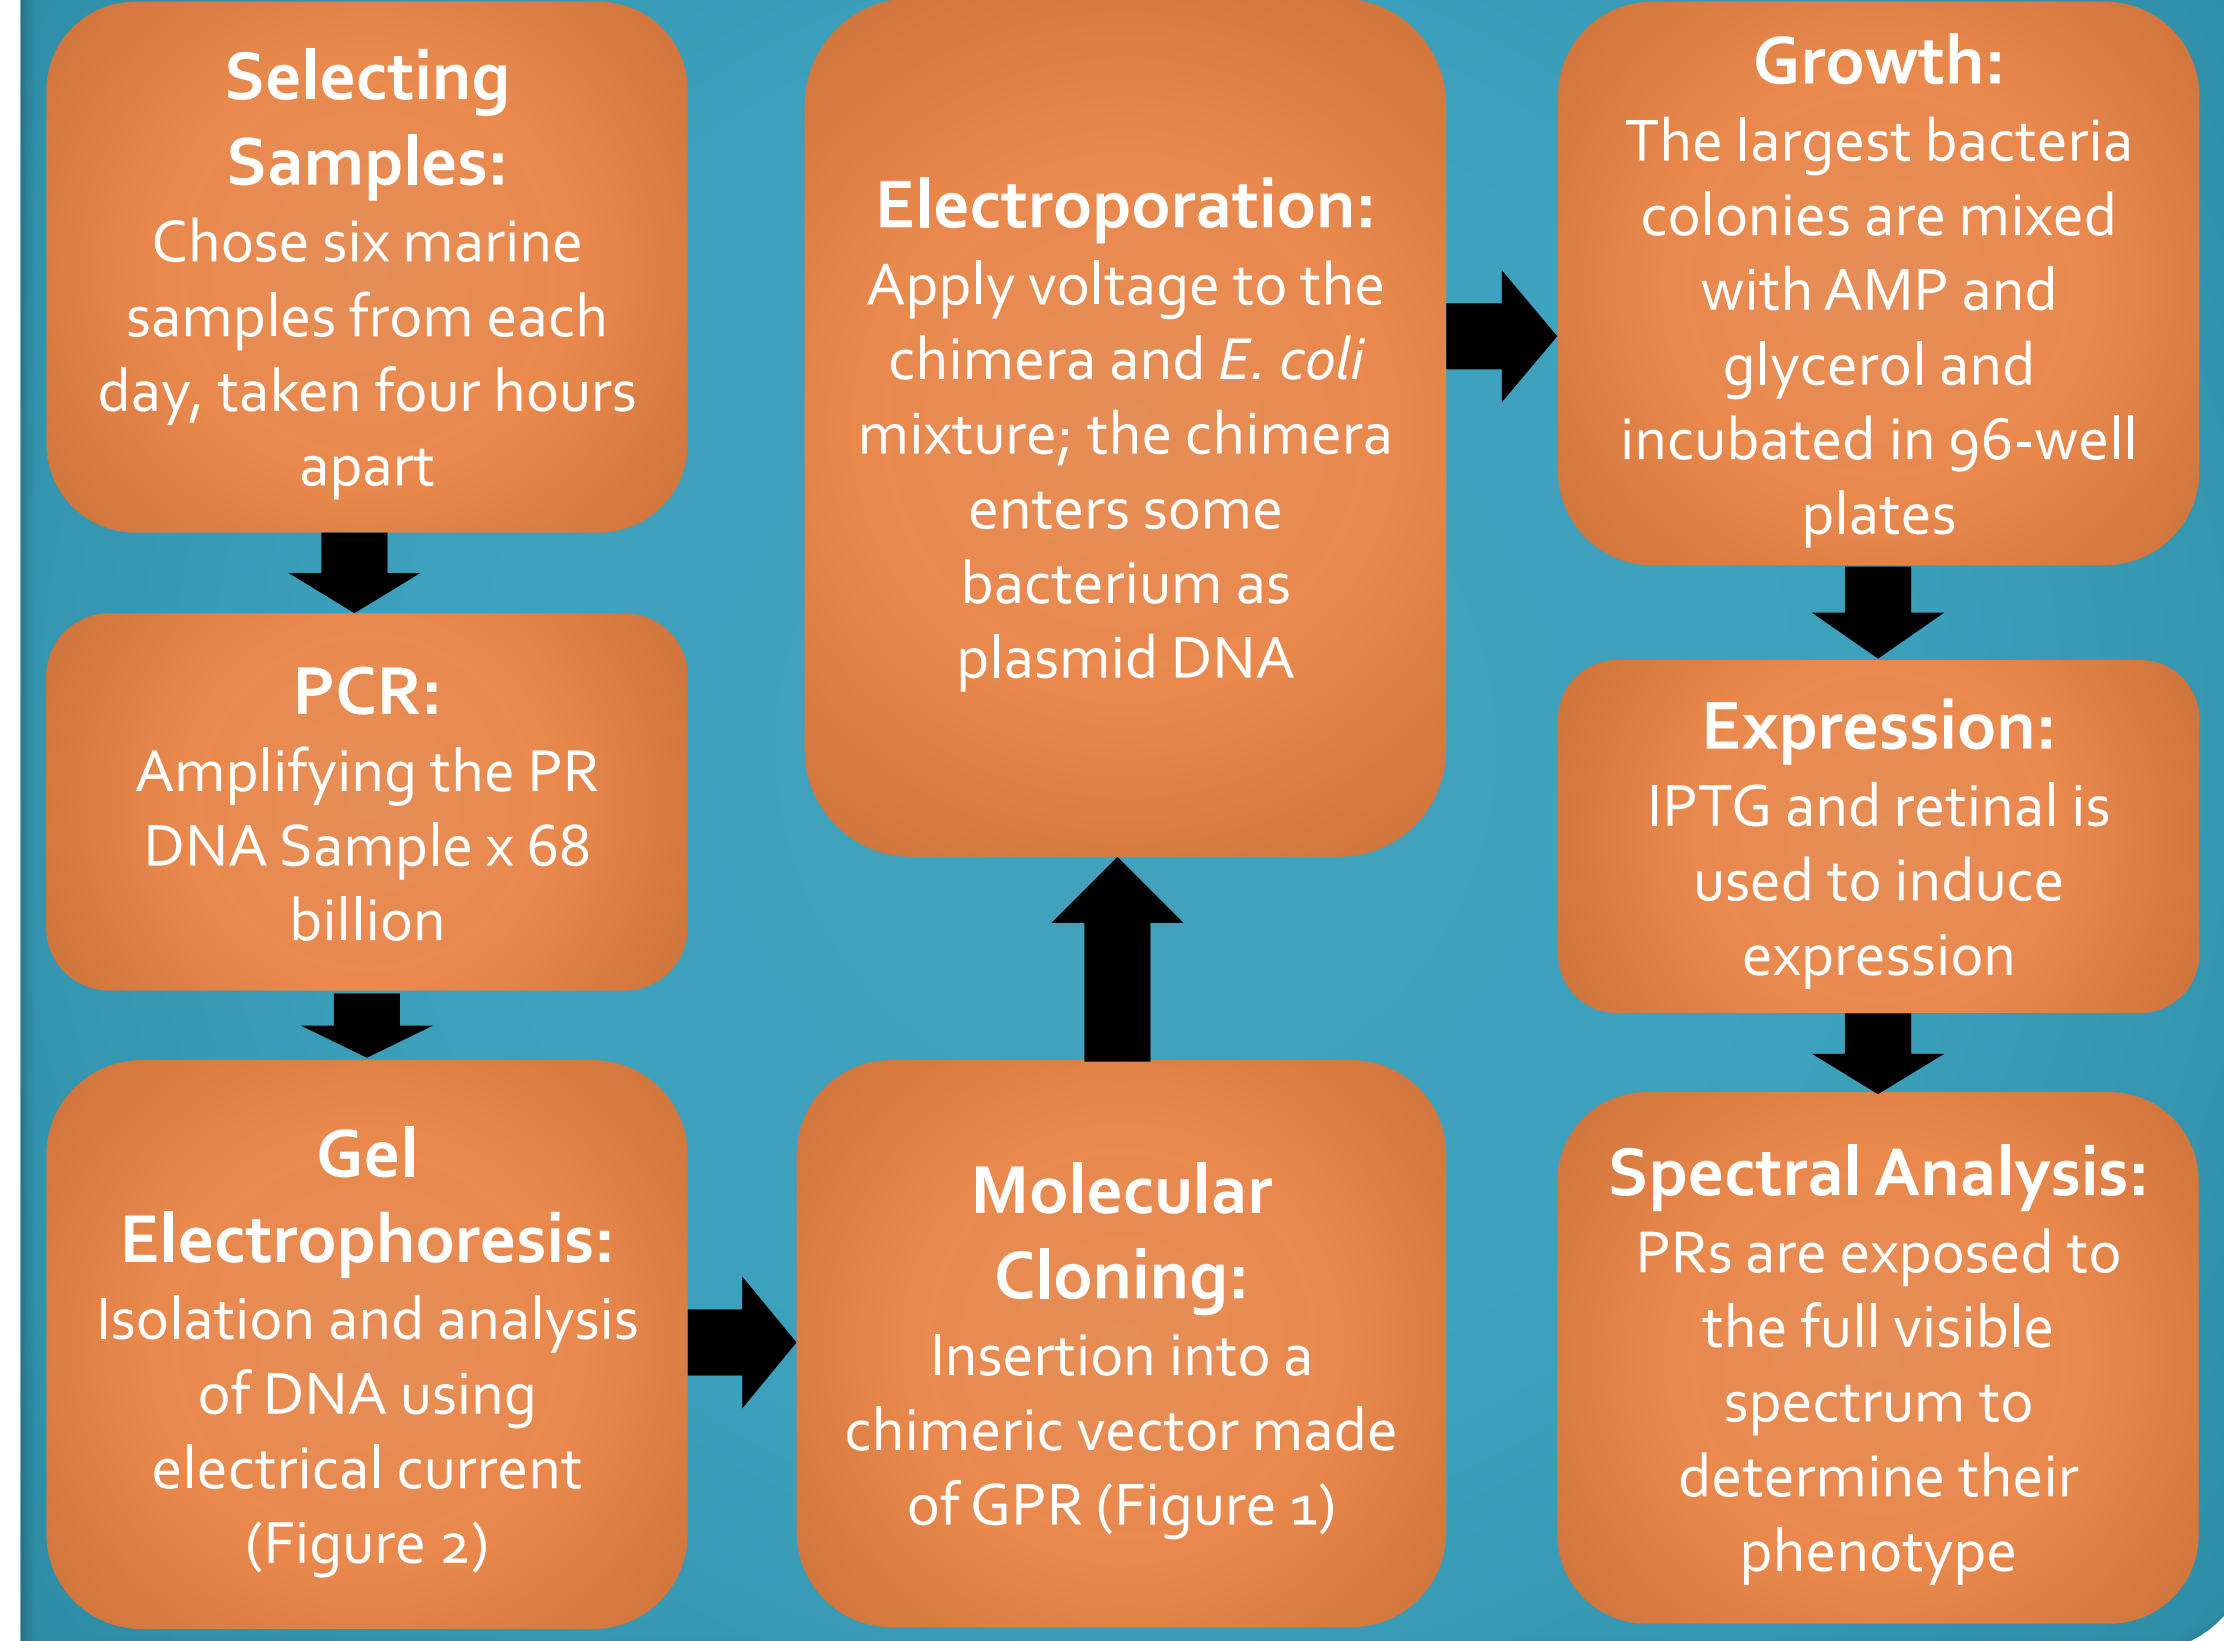 Selecting
Samples:
Chose six marine
samples from each
day, taken four hours
apart
PCR:
Amplifying the PR
DNA Sample x 68
billion
Gel
Electrophoresis:
Isolation and analysis
of DNA using
electrical current
(Figure 2)
Molecular
Cloning:
Insertion into a
chimeric vector made
of GPR (Figure 1)
Electroporation:
Apply voltage to the
chimera and E. coli
mixture; the chimera
enters some
bacterium as
plasmid DNA
Growth:
The largest bacteria
colonies are mixed
with AMP and
glycerol and
incubated in 96-well
plates
Expression:
IPTG and retinal is
used to induce
expression
Spectral Analysis:
PRs are exposed to
the full visible
spectrum to
determine their
phenotype